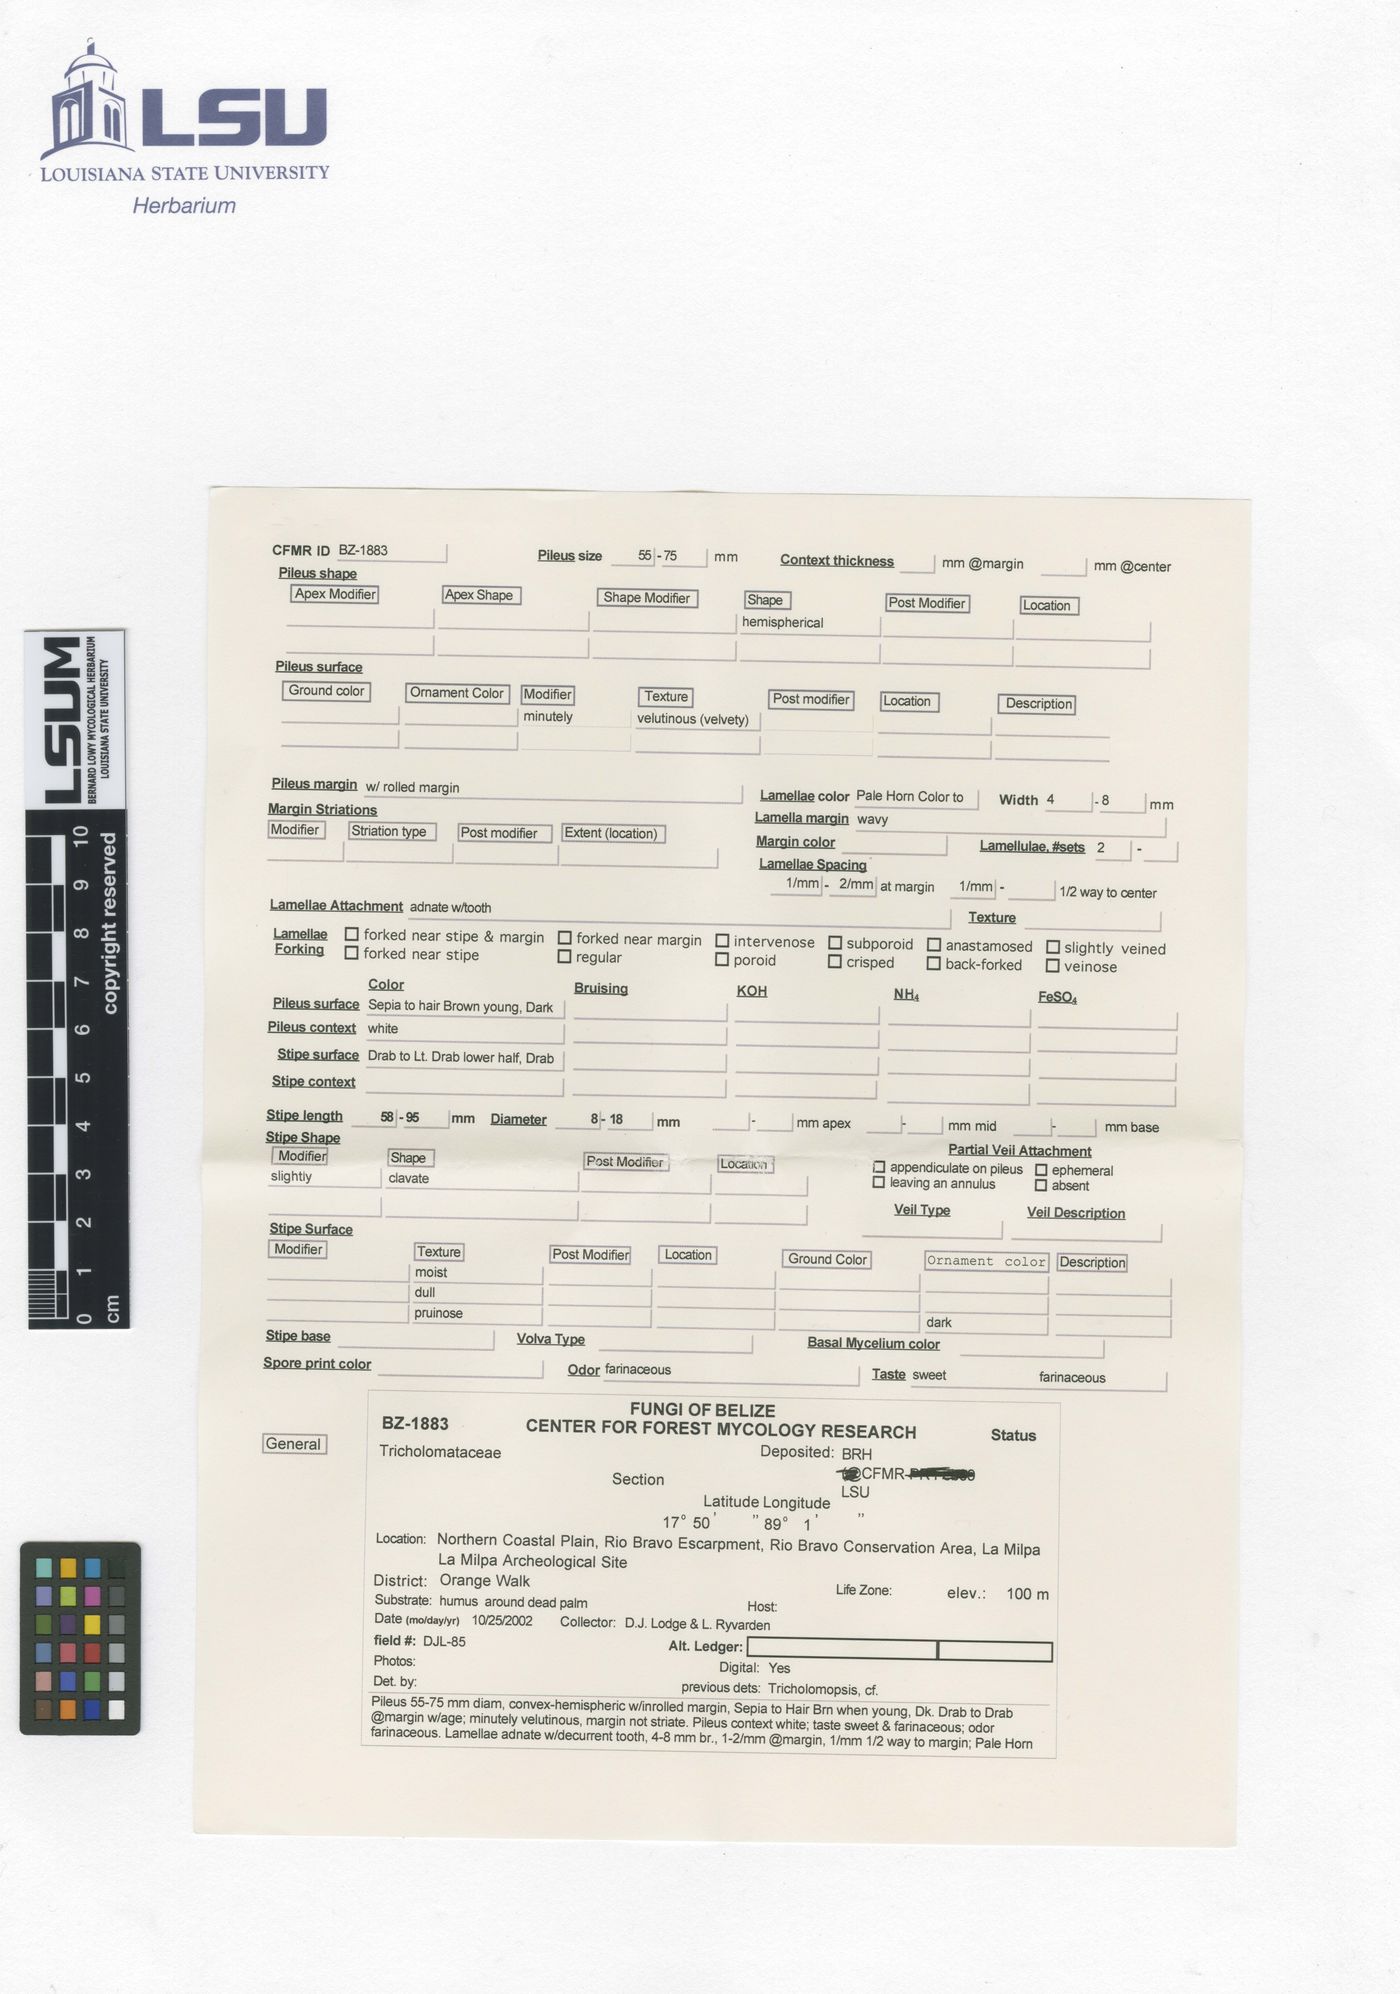 LSU
LOUISIANA STATE UNIVERSITY
Herbarium
LSUM
BERNARD LOWY MYCOLOGICAL HERBARIUM
LOUISIANA STATE UNIVERSITY
0 1 2 3 4 5 6 7 8 9 10
cm
copyright reserved
CFMR ID BZ-1883 Pileus size 55 - 75 mm Context thickness mm @margin mm @center
Pileus shape
Apex Modifier Apex Shape Shape Modifier Shape Post Modifier Location
hemispherical
Pileus surface
Ground color Ornament Color Modifier Texture Post modifier Location Description
minutely velutinous (velvety)
Pileus margin w/ rolled margin Lamellae color Pale Horn Color to Width 4 - 8 mm
Margin Striations Lamella margin wavy
Modifier Striation type Post modifier Extent (location) Margin color Lamellulae, #sets 2 -
Lamellae Spacing
1/mm - 2/mm at margin 1/mm - 1/2 way to center
Lamellae Attachment adnate w/tooth Texture
Lamellae Forking forked near stipe & margin forked near margin intervenose subporoid anastamosed slightly veined
forked near stipe regular poroid crisped back-forked veinose
Color Bruising KOH NH4 FeSO4
Pileus surface Sepia to hair Brown young, Dark
Pileus context white
Stipe surface Drab to Lt. Drab lower half, Drab
Stipe context
Stipe length 58 - 95 mm Diameter 8 - 18 mm - mm apex - mm mid - mm base
Stipe Shape Partial Veil Attachment
Modifier Shape Post Modifier Location appendiculate on pileus ephemeral
slightly clavate leaving an annulus absent
Veil Type Veil Description
Stipe Surface
Modifier Texture Post Modifier Location Ground Color Ornament color Description
moist
dull
pruinose dark
Stipe base Volva Type Basal Mycelium color
Spore print color Odor farinaceous Taste sweet farinaceous
General
FUNGI OF BELIZE
BZ-1883 CENTER FOR FOREST MYCOLOGY RESEARCH Status
Tricholomataceae Deposited: BRH
Section CFMR-
LSU
Latitude Longitude
17° 50' " 89° 1' "
Location: Northern Coastal Plain, Rio Bravo Escarpment, Rio Bravo Conservation Area, La Milpa
La Milpa Archeological Site
District: Orange Walk Life Zone: elev.: 100 m
Substrate: humus around dead palm Host:
Date (mo/day/yr) 10/25/2002 Collector: D.J. Lodge & L. Ryvarden
field #: DJL-85 Alt. Ledger:
Photos: Digital: Yes
Det. by: previous dets: Tricholomopsis, cf.
Pileus 55-75 mm diam, convex-hemispheric w/inrolled margin, Sepia to Hair Brn when young, Dk. Drab to Drab
@margin w/age; minutely velutinous, margin not striate. Pileus context white; taste sweet & farinaceous; odor
farinaceous. Lamellae adnate w/decurrent tooth, 4-8 mm br., 1-2/mm @margin, 1/mm 1/2 way to margin; Pale Horn